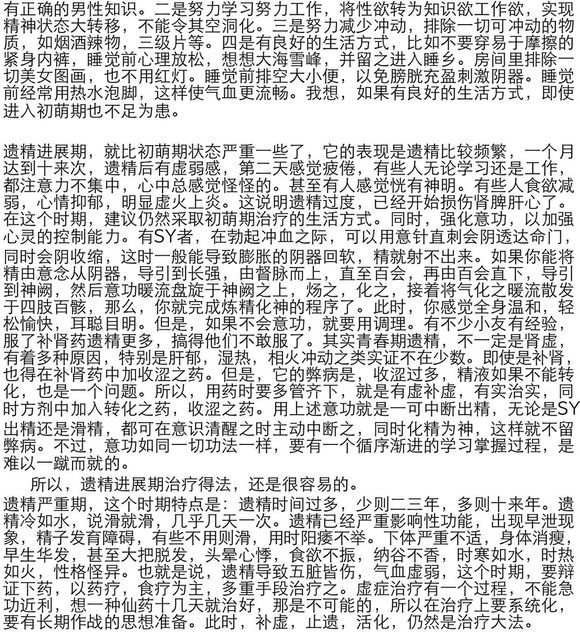 有正确的男性知识。二是努力学习努力工作，将性欲转为知识欲工作欲，实现
精神状态大转移，不能令其空洞化。三是努力减少冲动，排除一切可冲动的物
质，如烟酒辣物，三级片等。四是有良好的生活方式，比如不要穿易于摩擦的
紧身内裤，睡觉前心理放松，想想大海雪峰，并留之进入睡乡。房间里排除一
切美女图画，也不用红灯。睡觉前排空大小便，以免膀胱充盈刺激阴器。睡觉
前经常用热水泡脚，这样使气血更流畅。我想，如果有良好的生活方式，即使
进入初萌期也不足为患。
遗精进展期，就比初萌期状态严重一些了，它的表现是遗精比较频繁，一个月
达到十来次，遗精后有虚弱感，第二天感觉疲倦，有些人无论学习还是工作，
都注意力不集中，心中总感觉怪怪的。甚至有人感觉恍有神明。有些人食欲减
弱，心情抑郁，明显虚火上炎。这说明遗精过度，已经开始损伤肾脾肝心了。
在这个时期，建议仍然采取初萌期治疗的生活方式。同时，强化意功，以加强
心灵的控制能力。有SY者，在勃起冲血之际，可以用意针直刺会阴透达命门，
同时会阴收缩，这时一般能导致膨胀的阴器回软，精就射不出来。如果你能将
精由意念从阴器，导引到长强，由督脉而上，直至百会，再由百会直下，导引
到神阙，然后意功暖流盘旋于神阙之上，炀之，化之，接着将气化之暖流散发
于四肢百骸，那么，你就完成炼精化神的程序了。此时，你感觉全身温和，轻
松愉快，耳聪目明。但是，如果不会意功，就要用调理。有不少小友有经验，
服了补肾药遗精更多，搞得他们不敢服了。其实青春期遗精，不一定是肾虚，
有着多种原因，特别是肝郁，湿热，相火冲动之类实证不在少数。即使是补肾，
也得在补肾药中加收涩之药。但是，它的弊病是，收涩过多，精液如果不能转
化，也是一个问题。所以，用药时要多管齐下，就是有虚补虚，有实治实，同
时方剂中加入转化之药，收涩之药。用上述意功就是一可中断出精，无论是SY
出精还是滑精，都可在意识清醒之时主动中断之，同时化精为神，这样就不留
弊病。不过，意功如同一切功法一样，要有一个循序渐进的学习掌握过程，是
难以一蹴而就的。
所以，遗精进展期治疗得法，还是很容易的。
遗精严重期，这个时期特点是：遗精时间过多，少则二三年，多则十来年。遗
精冷如水，说滑就滑，几乎几天一次。遗精已经严重影响性功能，出现早泄现
象，精子发育障碍，有些不用则滑，用时阳痿不举。下体严重不适，身体消瘦，
早生华发，甚至大把脱发，头晕心悸，食欲不振，纳谷不香，时寒如水，时热
如火，性格怪异。也就是说，遗精导致五脏皆伤，气血虚弱，这个时期，要辩
证下药，以药疗，食疗为主，多重手段治疗之。虚症治疗有一个过程，不能急
功近利，想一种仙药十几天就治好，那是不可能的，所以在治疗上要系统化，
要有长期作战的思想准备。此时，补虚，止遗，活化，仍然是治疗大法。